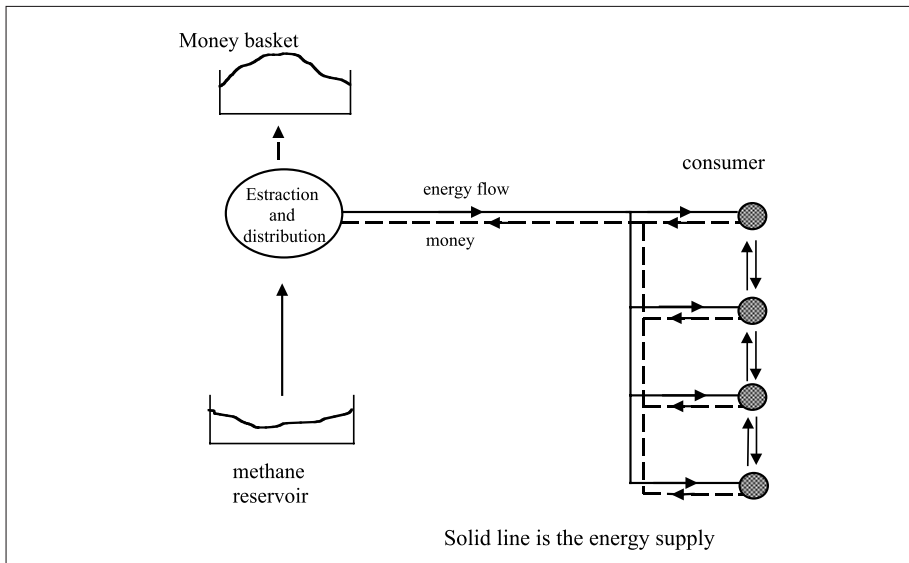 Money basket
consumer
energy flow
Estraction
and
distribution
money
methane
reservoir
Solid line is the energy supply